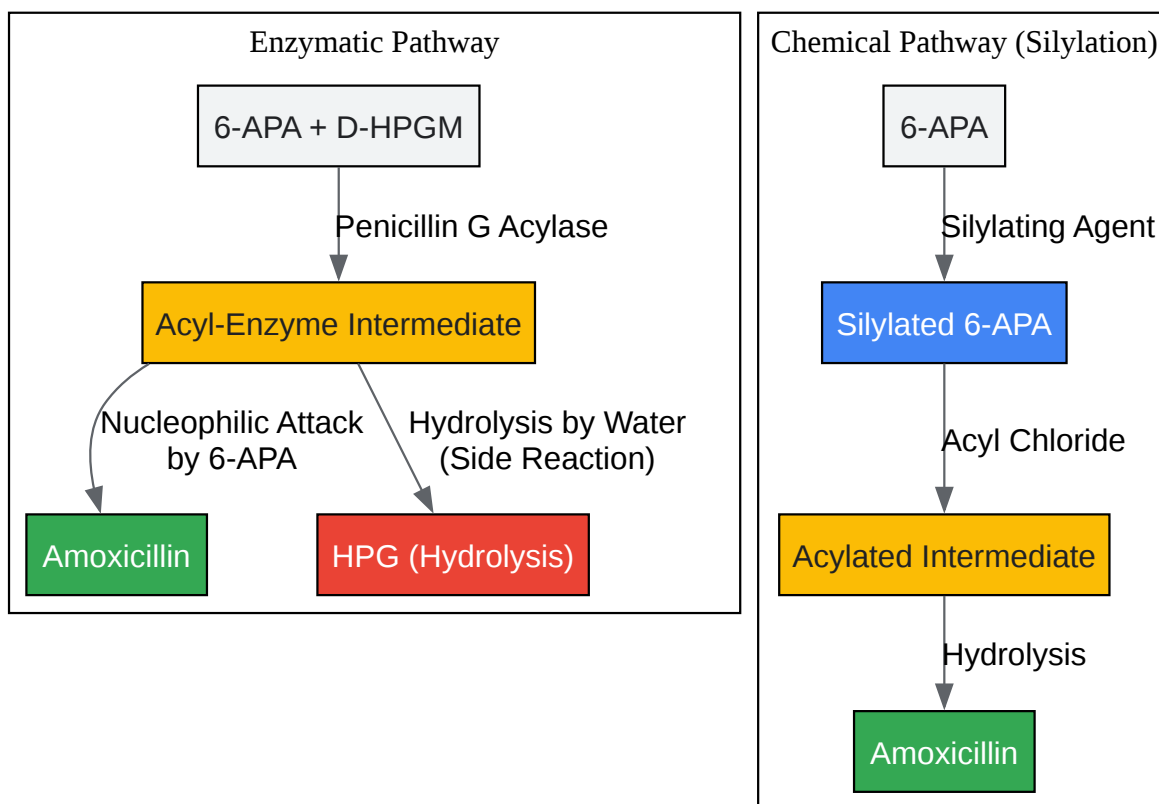 Enzymatic Pathway
6-APA + D-HPGM
Penicillin G Acylase
Acyl-Enzyme Intermediate
Nucleophilic Attack
by 6-APA
Hydrolysis by Water
(Side Reaction)
Amoxicillin
HPG (Hydrolysis)
Chemical Pathway (Silylation)
6-APA
Silylating Agent
Silylated 6-APA
Acyl Chloride
Acylated Intermediate
Hydrolysis
Amoxicillin